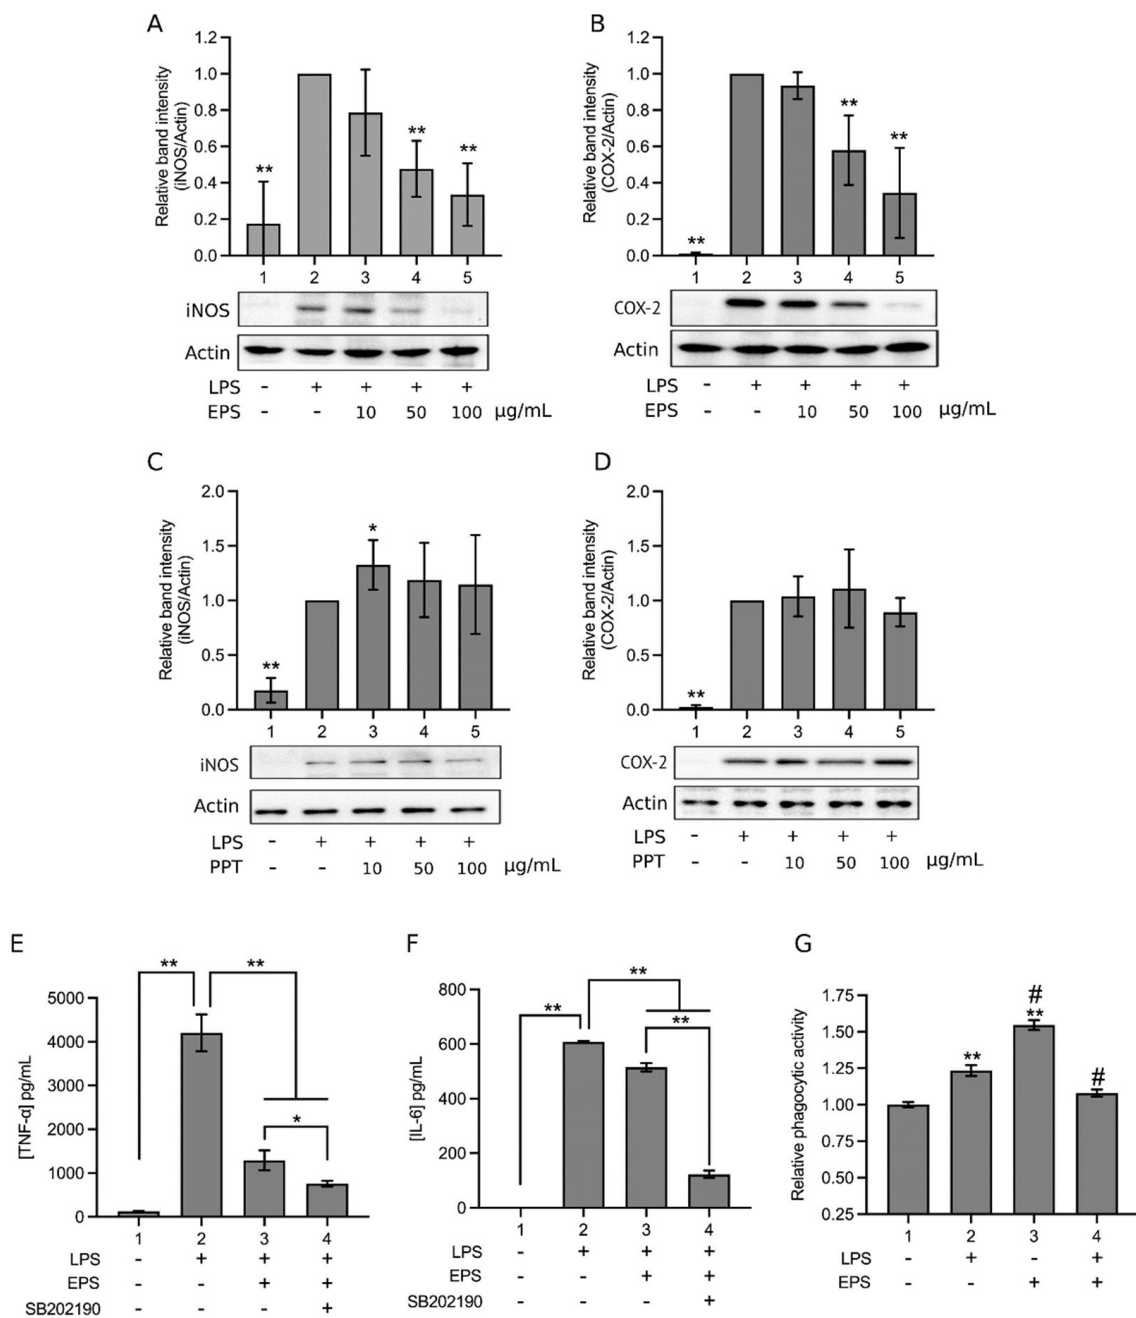 A
Relative band intensity
(iNOS/Actin)
1.2
1.0
0.8
0.6
0.4
0.2
0.0
** ** **
1 2 3 4 5
iNOS
Actin
LPS - + + + +
EPS - - 10 50 100 µg/mL
B
Relative band intensity
(COX-2/Actin)
1.2
1.0
0.8
0.6
0.4
0.2
0.0
** ** **
1 2 3 4 5
COX-2
Actin
LPS - + + + +
EPS - - 10 50 100 µg/mL
C
Relative band intensity
(iNOS/Actin)
2.0
1.5
1.0
0.5
0.0
** *
1 2 3 4 5
iNOS
Actin
LPS - + + + +
PPT - - 10 50 100 µg/mL
D
Relative band intensity
(COX-2/Actin)
2.0
1.5
1.0
0.5
0.0
**
1 2 3 4 5
COX-2
Actin
LPS - + + + +
PPT - - 10 50 100 µg/mL
E
[TNF-α] pg/mL
5000
4000
3000
2000
1000
0
** **
*
1 2 3 4
LPS - + + +
EPS - - + +
SB202190 - - - +
F
[IL-6] pg/mL
800
600
400
200
0
**
** **
1 2 3 4
LPS - + + +
EPS - - + +
SB202190 - - - +
G
Relative phagocytic activity
1.75
1.50
1.25
1.00
0.75
0.50
0.25
#
** **
#
1 2 3 4
LPS - + - +
EPS - - + +